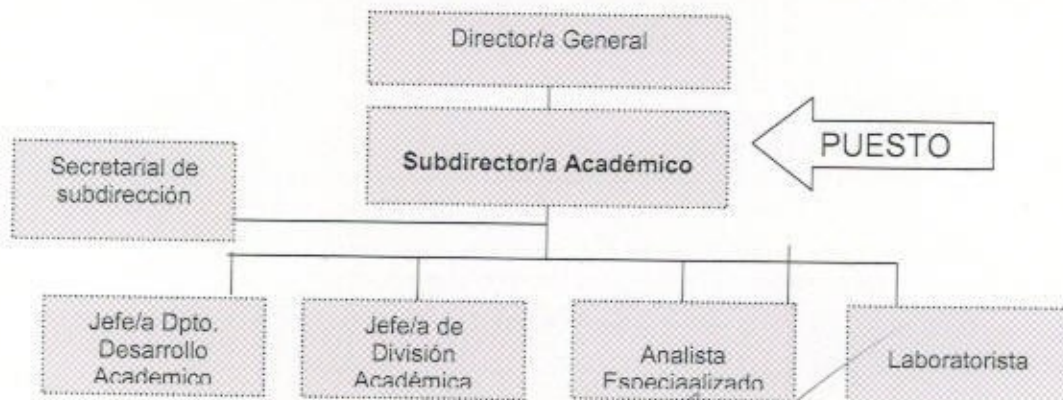 Director/a General
Subdirector/a Académico
PUESTO
Secretarial de
subdirección
Jefe/a Dpto.
Desarrollo
Academico
Jefe/a de
División
Académica
Analista
Especiaalizado
Laboratorista